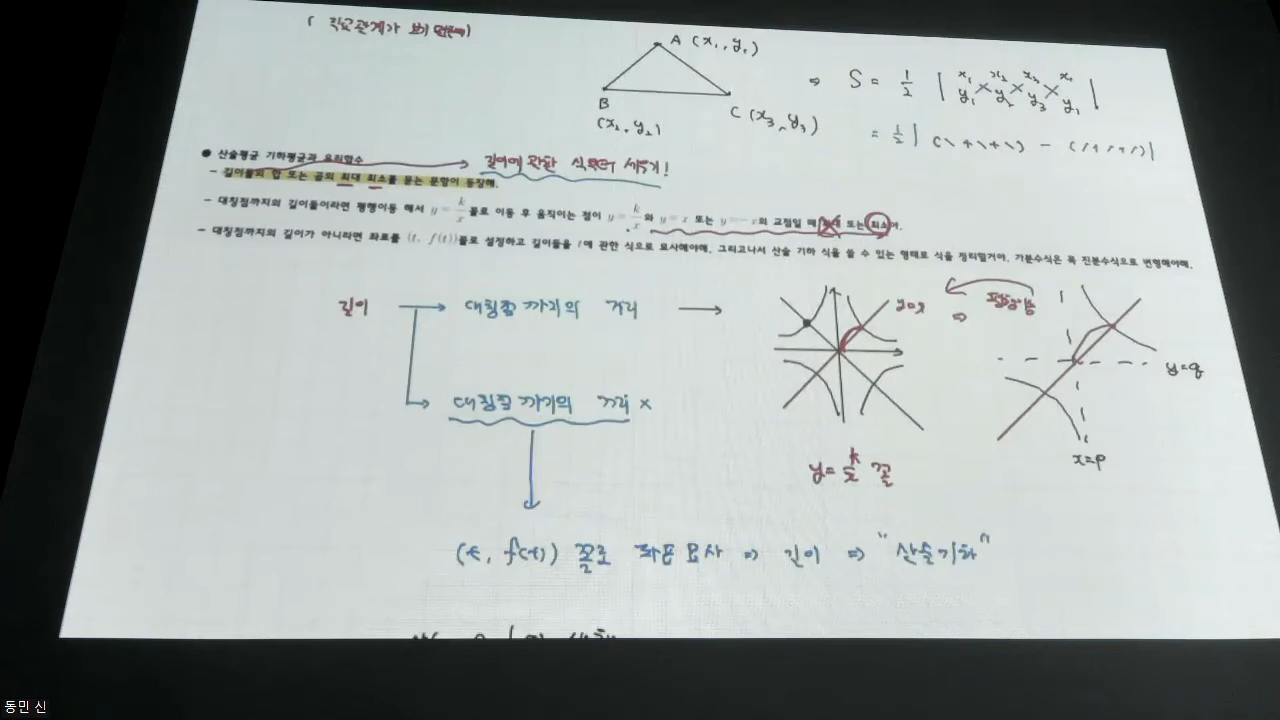 ( 직교관계가 보이면
A (x₁, y₁)
B
(x₂, y₂)
C (x₃, y₃)
⇒ S = 1/2 | x₁ x₂ x₃ x₁
y₁ y₂ y₃ y₁ |
= 1/2 | (\ + \ + \) - (/ + / + /) |
● 산술평균 기하평균과 유리함수
길이에 관한 식부터 세우기!
- 길이들의 합 또는 곱의 최대 최소를 묻는 문항이 등장해.
- 대칭점까지의 길이들이라면 평행이동 해서 y = k/x 꼴로 이동 후 움직이는 점이 y = k/x 와 y = x 또는 y = -x의 교점일 때 최대 또는 최소야.
- 대칭점까지의 길이가 아니라면 좌표를 (t, f(t))꼴로 설정하고 길이들을 t에 관한 식으로 묘사해야해. 그리고나서 산술 기하 식을 쓸 수 있는 형태로 식을 정리할거야. 가분수식은 꼭 진분수식으로 변형해야해.
길이 → 대칭점 까지의 거리 →
y=x
⇒
평행이동
y=q
x=p
대칭점 까지의 거리 ×
y = k/x 꼴
(t, f(t)) 꼴로 좌표 묘사 ⇒ 길이 ⇒ "산술기하"
동민 신